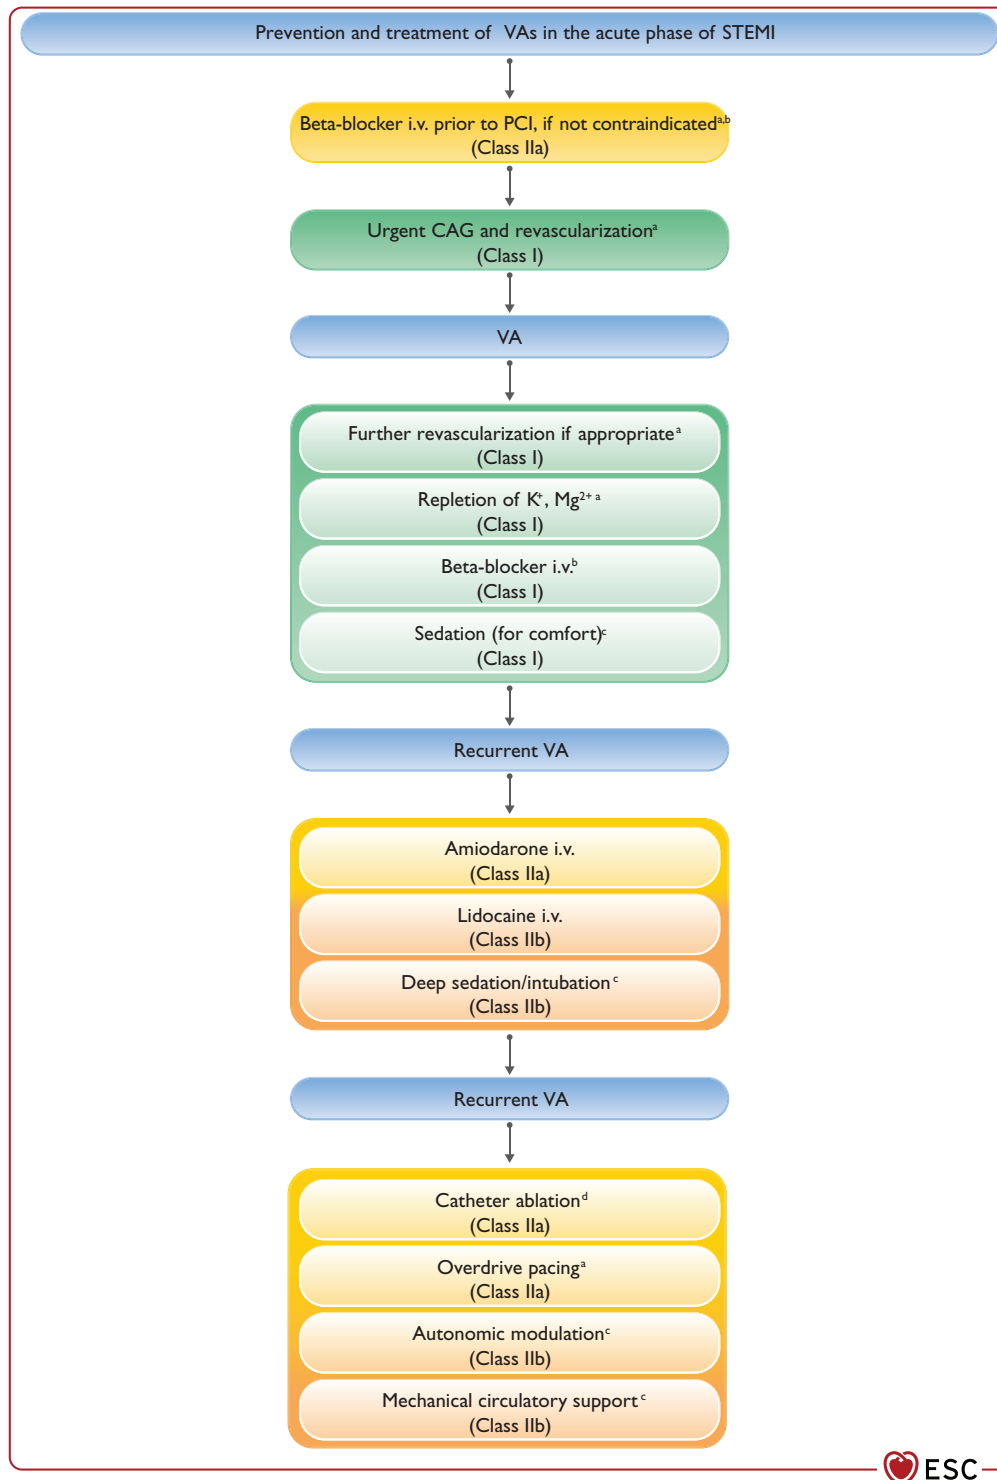 Prevention and treatment of VAs in the acute phase of STEMI
Beta-blocker i.v. prior to PCI, if not contraindicatedᵃ,ᵇ
(Class IIa)
Urgent CAG and revascularizationᵃ
(Class I)
VA
Further revascularization if appropriateᵃ
(Class I)
Repletion of K⁺, Mg²⁺ ᵃ
(Class I)
Beta-blocker i.v.ᵇ
(Class I)
Sedation (for comfort)ᶜ
(Class I)
Recurrent VA
Amiodarone i.v.
(Class IIa)
Lidocaine i.v.
(Class IIb)
Deep sedation/intubationᶜ
(Class IIb)
Recurrent VA
Catheter ablationᵈ
(Class IIa)
Overdrive pacingᵃ
(Class IIa)
Autonomic modulationᶜ
(Class IIb)
Mechanical circulatory supportᶜ
(Class IIb)
ESC